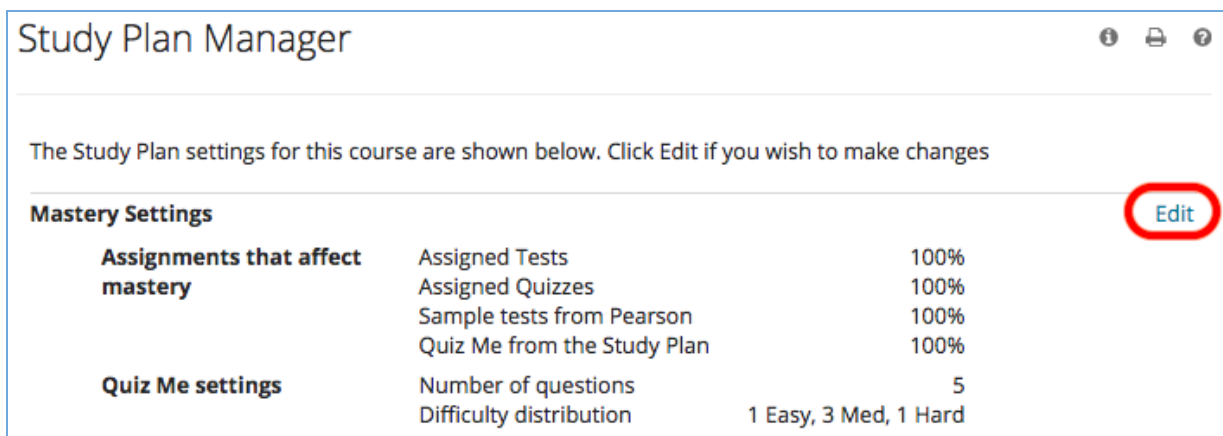 Study Plan Manager
The Study Plan settings for this course are shown below. Click Edit if you wish to make changes
Mastery Settings Edit
Assignments that affect Assigned Tests 100%
mastery Assigned Quizzes 100%
Sample tests from Pearson 100%
Quiz Me from the Study Plan 100%
Quiz Me settings Number of questions 5
Difficulty distribution 1 Easy, 3 Med, 1 Hard